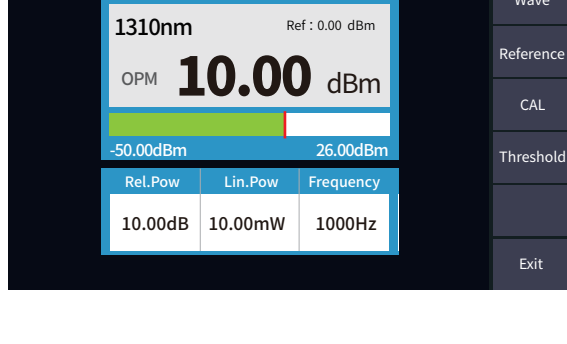 Wave
1310nm Ref : 0.00 dBm
Reference
OPM 10.00 dBm
CAL
-50.00dBm 26.00dBm
Threshold
Rel.Pow Lin.Pow Frequency
10.00dB 10.00mW 1000Hz
Exit